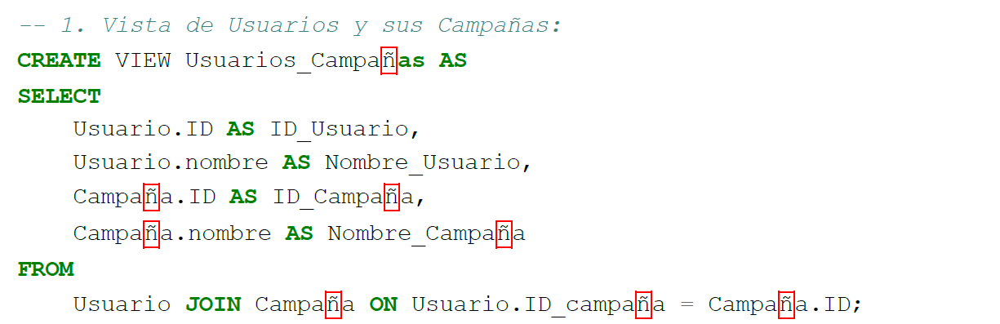 -- 1. Vista de Usuarios y sus Campañas:
CREATE VIEW Usuarios_Campañas AS
SELECT
Usuario.ID AS ID_Usuario,
Usuario.nombre AS Nombre_Usuario,
Campaña.ID AS ID_Campaña,
Campaña.nombre AS Nombre_Campaña
FROM
Usuario JOIN Campaña ON Usuario.ID_campaña = Campaña.ID;